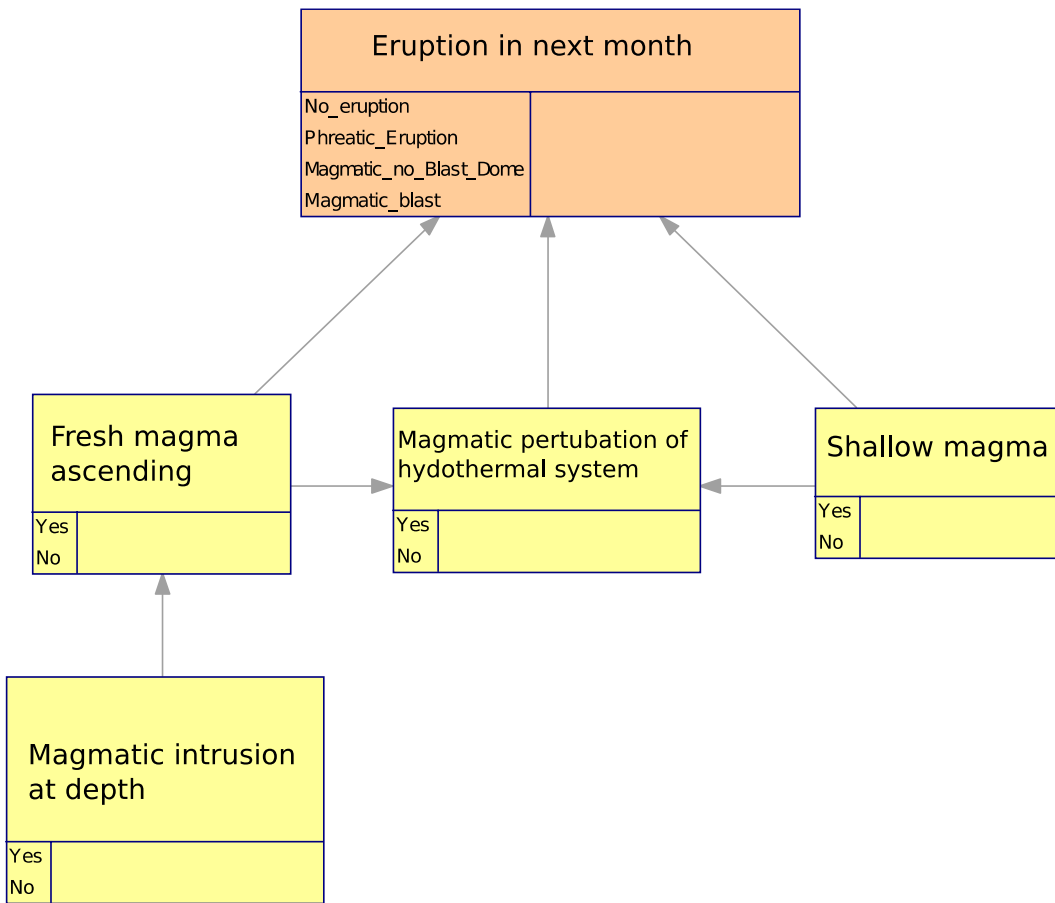 Eruption in next month
No_eruption
Phreatic_Eruption
Magmatic_no_Blast_Dome
Magmatic_blast
Fresh magma
ascending
Yes
No
Magmatic pertubation of
hydothermal system
Yes
No
Shallow magma
Yes
No
Magmatic intrusion
at depth
Yes
No